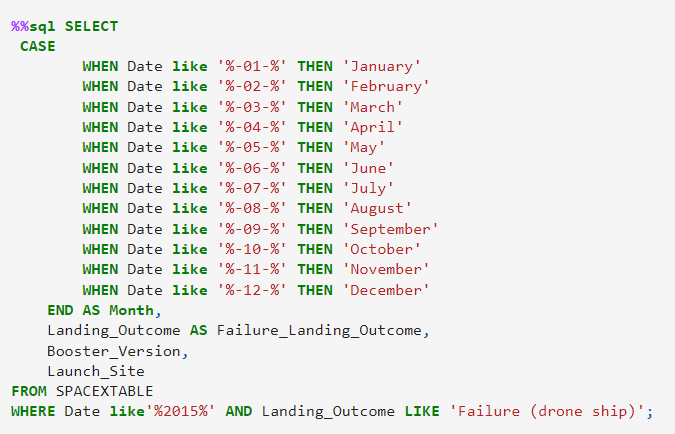 %%sql SELECT
CASE
WHEN Date like '%-01-%' THEN 'January'
WHEN Date like '%-02-%' THEN 'February'
WHEN Date like '%-03-%' THEN 'March'
WHEN Date like '%-04-%' THEN 'April'
WHEN Date like '%-05-%' THEN 'May'
WHEN Date like '%-06-%' THEN 'June'
WHEN Date like '%-07-%' THEN 'July'
WHEN Date like '%-08-%' THEN 'August'
WHEN Date like '%-09-%' THEN 'September'
WHEN Date like '%-10-%' THEN 'October'
WHEN Date like '%-11-%' THEN 'November'
WHEN Date like '%-12-%' THEN 'December'
END AS Month,
Landing_Outcome AS Failure_Landing_Outcome,
Booster_Version,
Launch_Site
FROM SPACEXTABLE
WHERE Date like'%2015%' AND Landing_Outcome LIKE 'Failure (drone ship)';